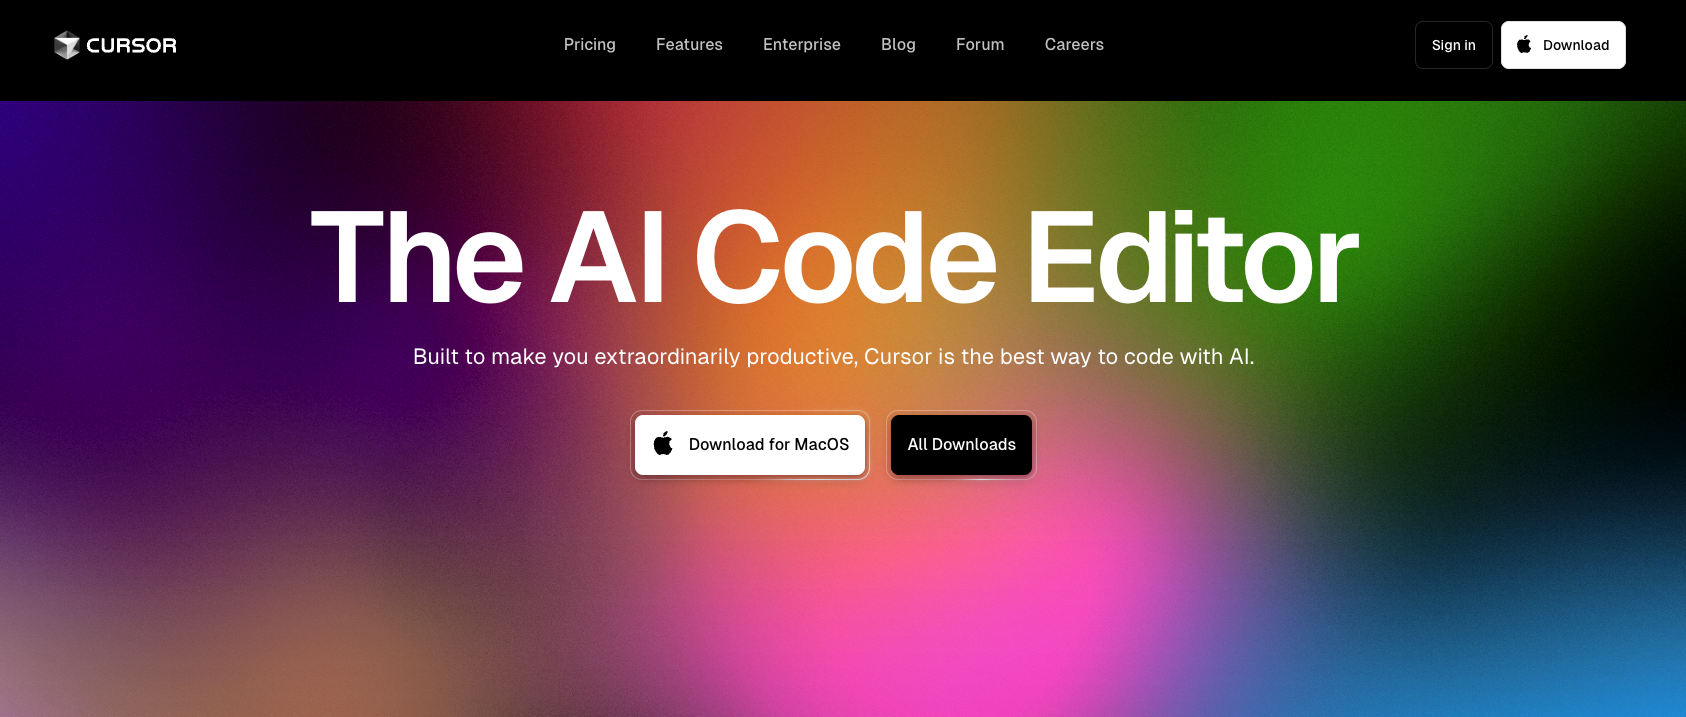 CURSOR
Pricing
Features
Enterprise
Blog
Forum
Careers
Sign in
Download
The AI Code Editor
Built to make you extraordinarily productive, Cursor is the best way to code with AI.
Download for MacOS
All Downloads